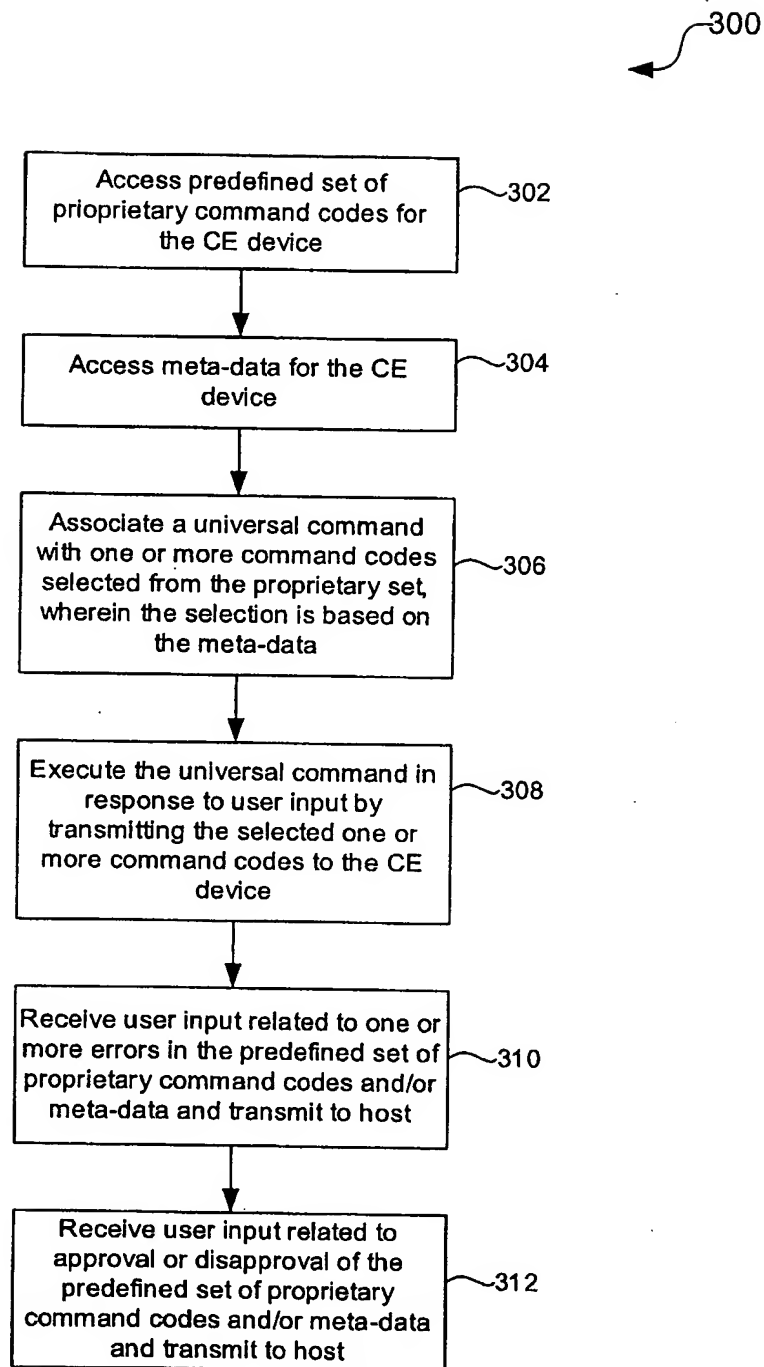 300
Access predefined set of
prioprietary command codes for
the CE device
302
Access meta-data for the CE
device
304
Associate a universal command
with one or more command codes
selected from the proprietary set,
wherein the selection is based on
the meta-data
306
Execute the universal command in
response to user input by
transmitting the selected one or
more command codes to the CE
device
308
Receive user input related to one or
more errors in the predefined set of
proprietary command codes and/or
meta-data and transmit to host
310
Receive user input related to
approval or disapproval of the
predefined set of proprietary
command codes and/or meta-data
and transmit to host
312